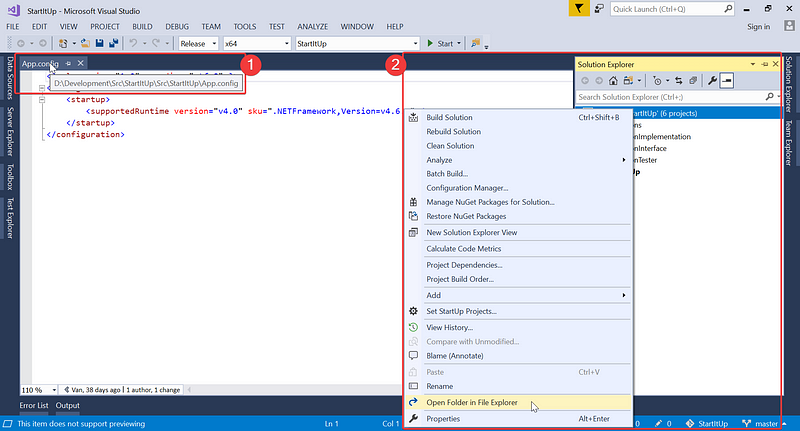 StartItUp - Microsoft Visual Studio
Quick Launch (Ctrl+Q)
FILE EDIT VIEW PROJECT BUILD DEBUG TEAM TOOLS TEST ANALYZE WINDOW HELP
Sign in
Release x64 StartItUp Start
Data Sources
Server Explorer
Toolbox
Test Explorer
App.config
1
D:\Development\Src\StartItUp\Src\StartItUp\App.config
<startup>
<supportedRuntime version="v4.0" sku=".NETFramework,Version=v4.6
</startup>
</configuration>
2
Build Solution Ctrl+Shift+B
Rebuild Solution
Clean Solution
Analyze
Batch Build...
Configuration Manager...
Manage NuGet Packages for Solution...
Restore NuGet Packages
New Solution Explorer View
Calculate Code Metrics
Project Dependencies...
Project Build Order...
Add
Set StartUp Projects...
View History...
Compare with Unmodified...
Blame (Annotate)
Paste Ctrl+V
Rename
Open Folder in File Explorer
Properties Alt+Enter
Solution Explorer
Search Solution Explorer (Ctrl+;)
StartItUp' (6 projects)
ns
onImplementation
onInterface
onTester
Up
Properties
Team Explorer
110 %
Van, 38 days ago | 1 author, 1 change
Error List Output
This item does not support previewing
Ln 1
Col 1
0
0
StartItUp
master